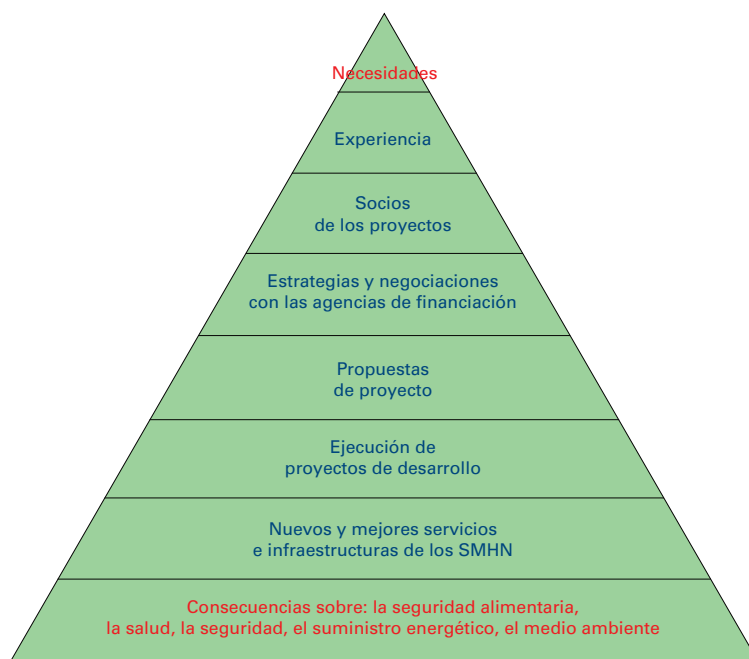 Necesidades
Experiencia
Socios
de los proyectos
Estrategias y negociaciones
con las agencias de financiación
Propuestas
de proyecto
Ejecución de
proyectos de desarrollo
Nuevos y mejores servicios
e infraestructuras de los SMHN
Consecuencias sobre: la seguridad alimentaria,
la salud, la seguridad, el suministro energético, el medio ambiente